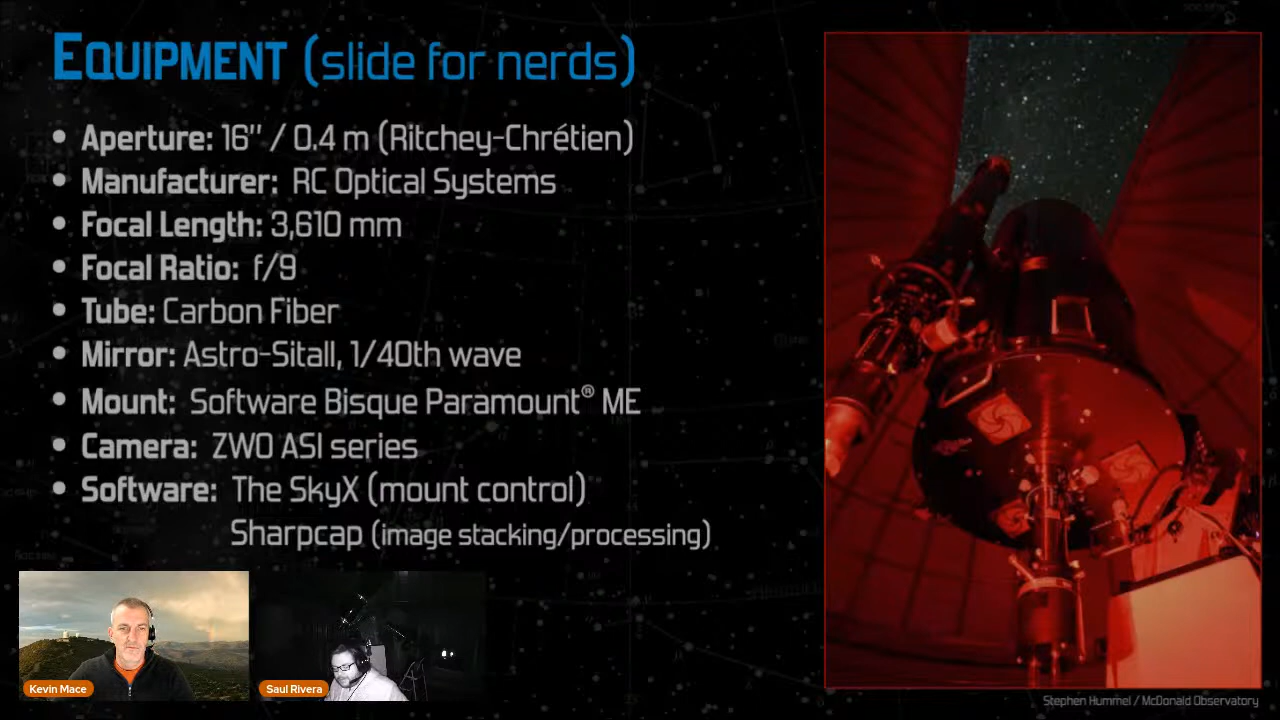 EQUIPMENT (slide for nerds)
• Aperture: 16" / 0.4 m (Ritchey-Chrétien)
• Manufacturer: RC Optical Systems
• Focal Length: 3,610 mm
• Focal Ratio: f/9
• Tube: Carbon Fiber
• Mirror: Astro-Sitall, 1/40th wave
• Mount: Software Bisque Paramount® ME
• Camera: ZWO ASI series
• Software: The SkyX (mount control)
Sharpcap (image stacking/processing)
Kevin Mace
Saul Rivera
Stephen Hummel / McDonald Observatory